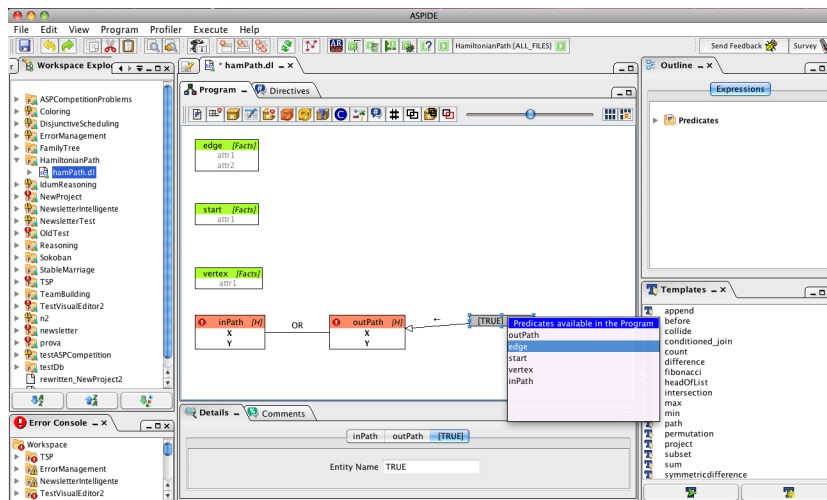 ASPIDE
File Edit View Program Profiler Execute Help
HamiltonianPath:[ALL_FILES]
Send Feedback
Survey
Workspace Explor
ASPCompetitionProblems
Coloring
DisjunctiveScheduling
ErrorManagement
FamilyTree
HamiltonianPath
hamPath.dl
IdumReasoning
NewProject
NewsletterIntelligente
NewsletterTest
OldTest
Reasoning
Sokoban
StableMarriage
TSP
TeamBuilding
TestVisualEditor2
n2
newsletter
prova
testASPCompetition
testDb
rewritten_NewProject2
Error Console
Workspace
TSP
ErrorManagement
NewsletterIntelligente
TestVisualEditor2
* hamPath.dl
Program
Directives
edge [Facts]
attr1
attr2
start [Facts]
attr1
vertex [Facts]
attr1
inPath [H]
X
Y
OR
outPath [H]
X
Y
←
[TRUE]
Predicates available in the Program
outPath
edge
start
vertex
inPath
Details
Comments
inPath outPath [TRUE]
Entity Name TRUE
Outline
Expressions
Predicates
Templates
append
before
collide
conditioned_join
count
difference
fibonacci
headOfList
intersection
max
min
path
permutation
project
subset
sum
symmetricdifference